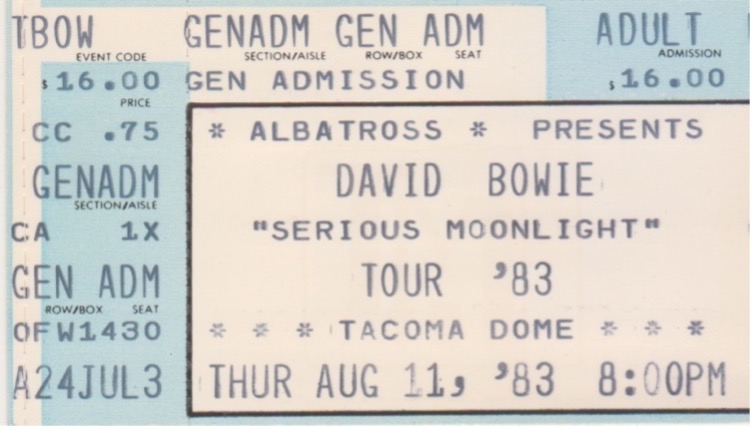 TBOW GENADM GEN ADM ADULT
EVENT CODE SECTION/AISLE ROW/BOX SEAT ADMISSION
$16.00 GEN ADMISSION $16.00
PRICE
CC .75
GENADM
SECTION/AISLE
CA 1X
GEN ADM
ROW/BOX SEAT
OFW1430
A24JUL3
* ALBATROSS * PRESENTS
DAVID BOWIE
"SERIOUS MOONLIGHT"
TOUR '83
* * * TACOMA DOME * * *
THUR AUG 11, '83 8:00PM